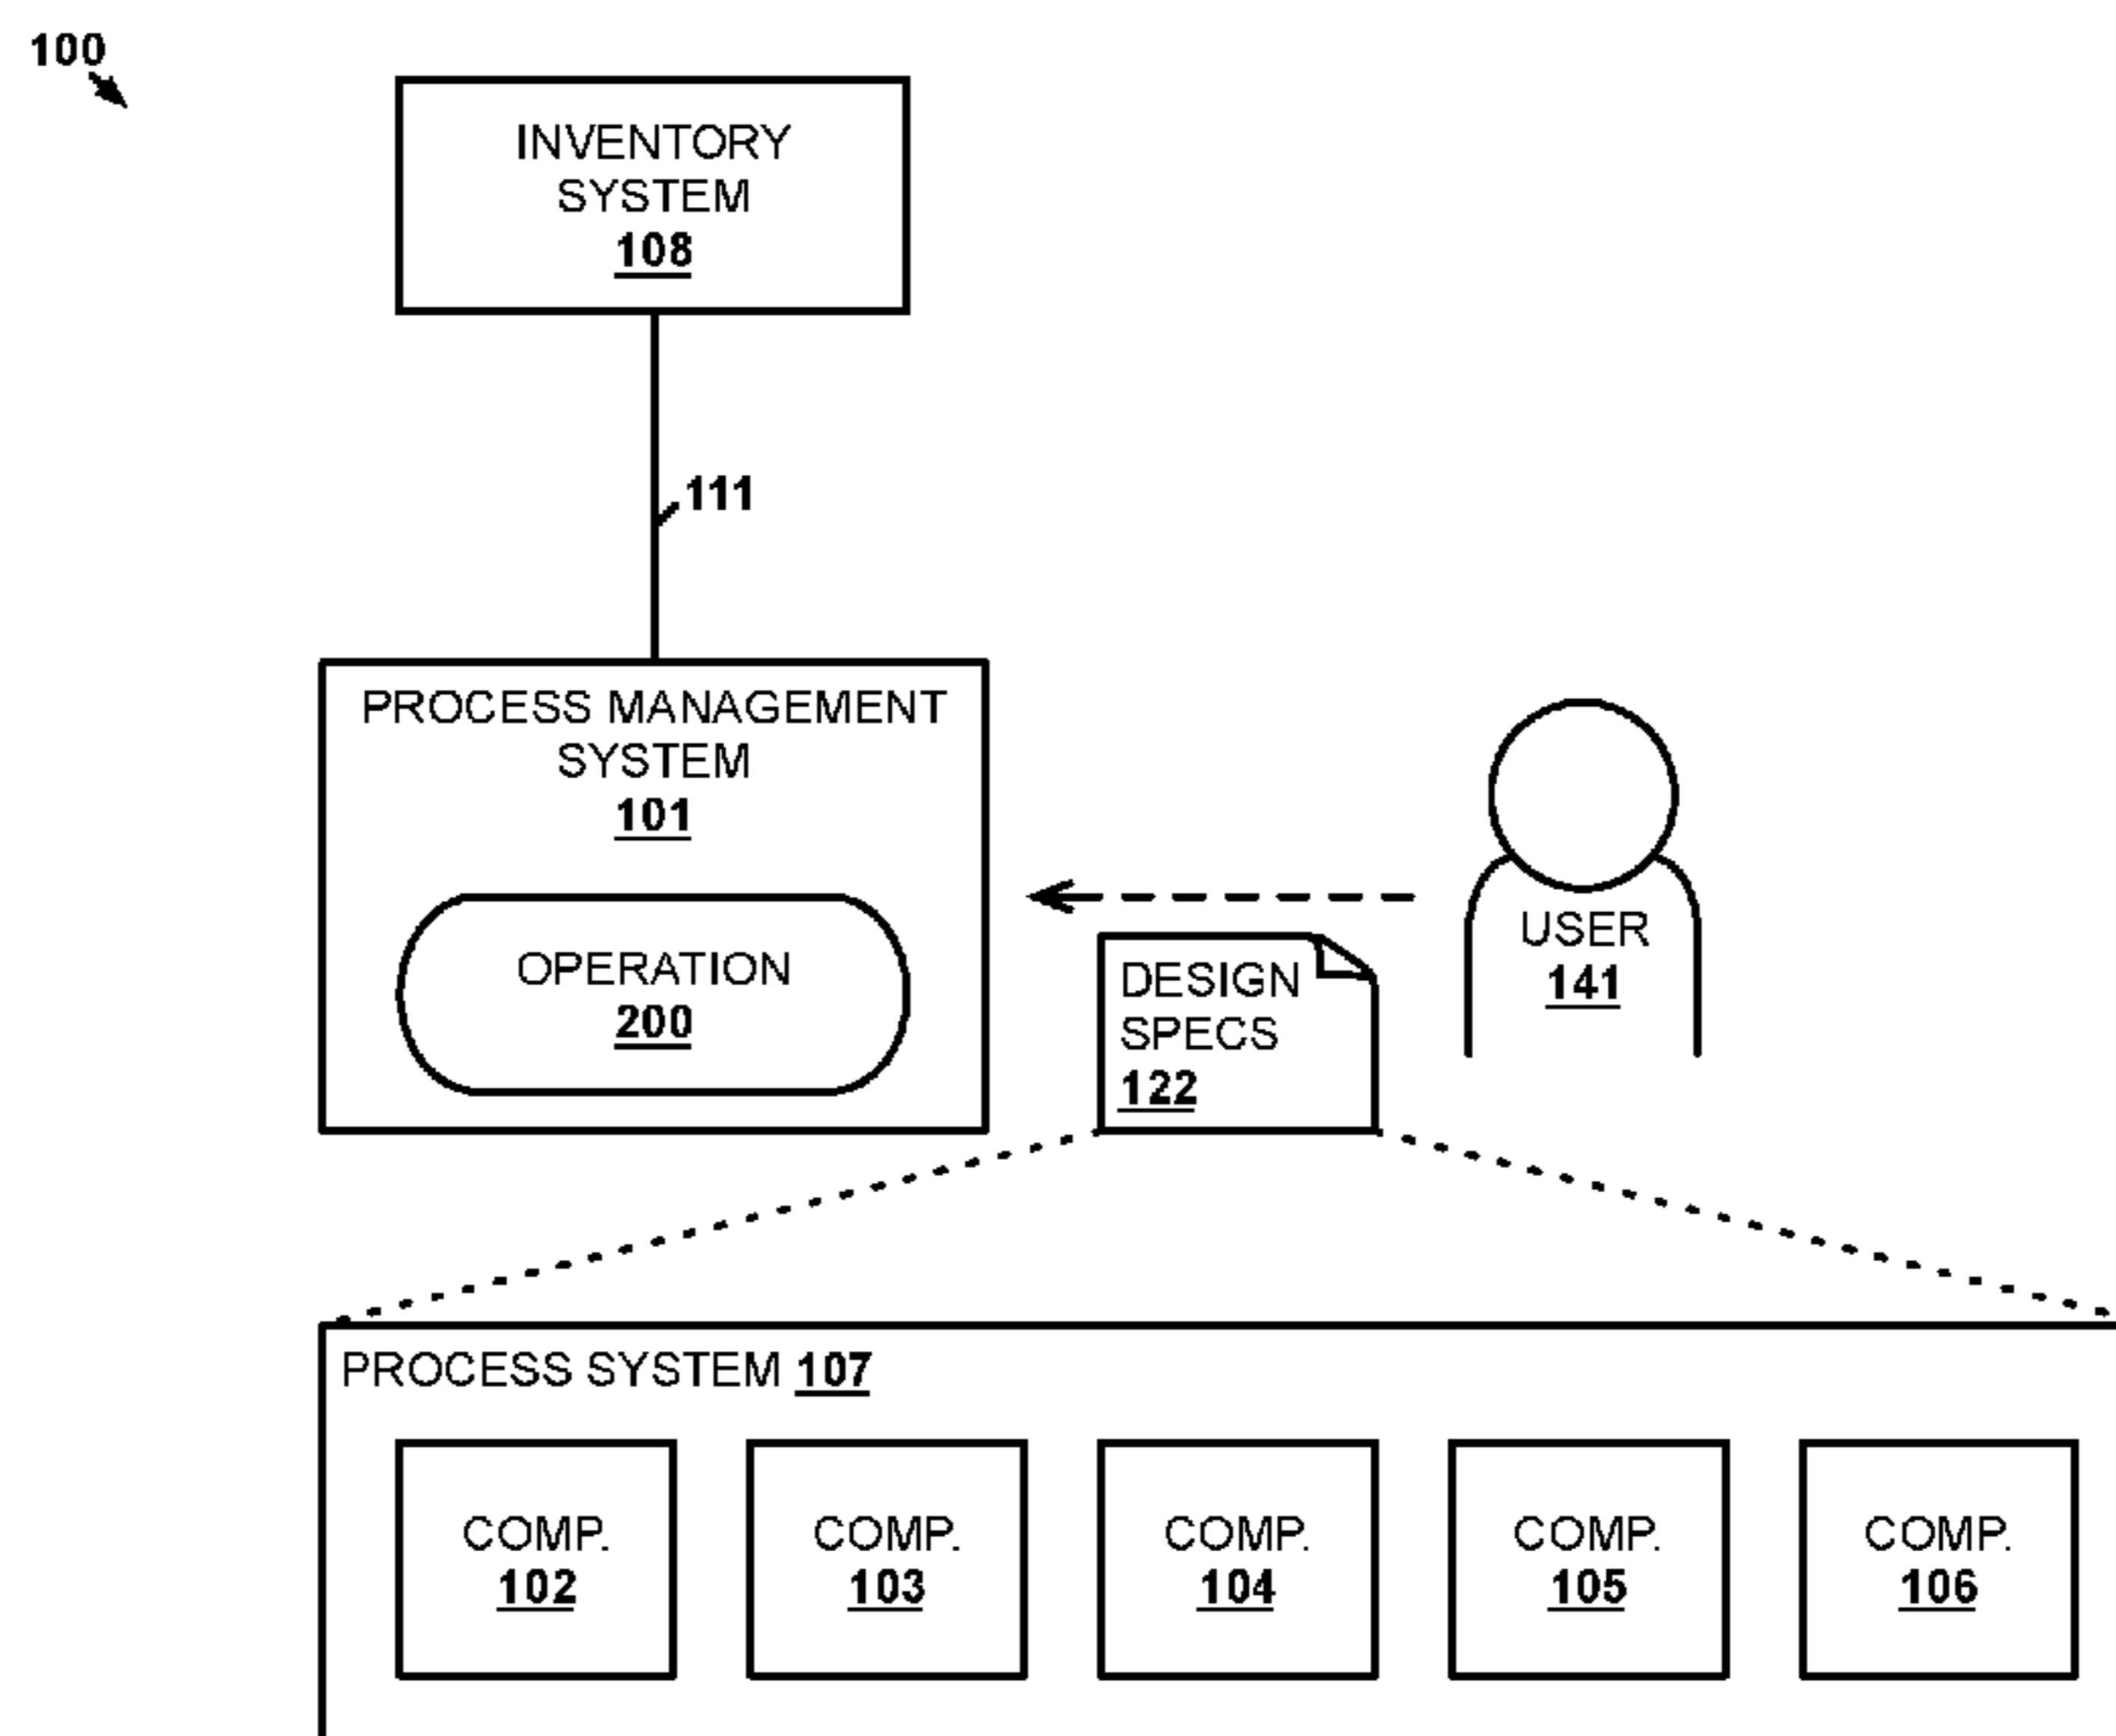 100
INVENTORY
SYSTEM
108
111
PROCESS MANAGEMENT
SYSTEM
101
OPERATION
200
USER
141
DESIGN
SPECS
122
PROCESS SYSTEM 107
COMP.
102
COMP.
103
COMP.
104
COMP.
105
COMP.
106